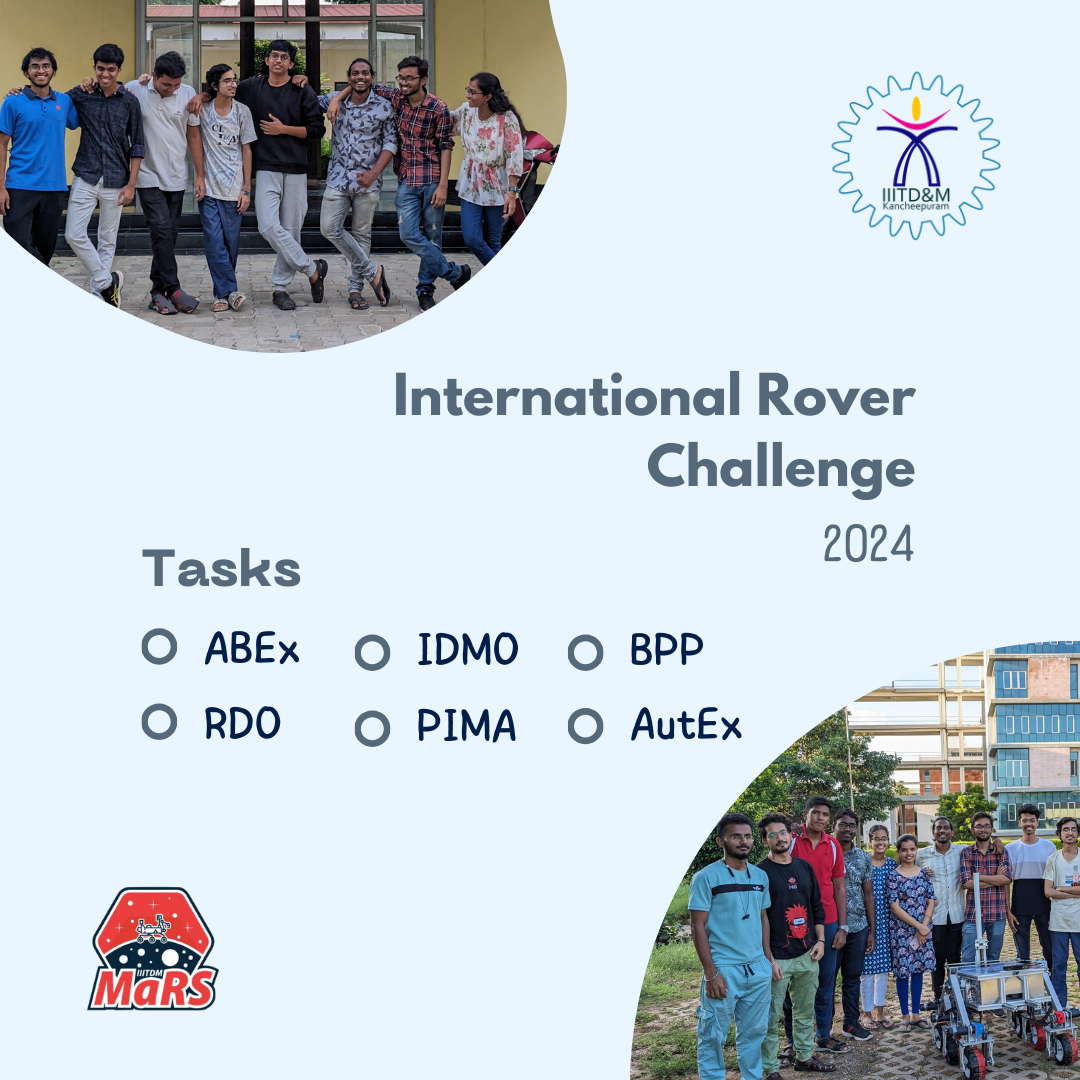 IIITD&M
Kancheepuram
International Rover
Challenge
2024
Tasks
ABEx
IDMO
BPP
RDO
PIMA
AutEx
IIITDM
MaRS